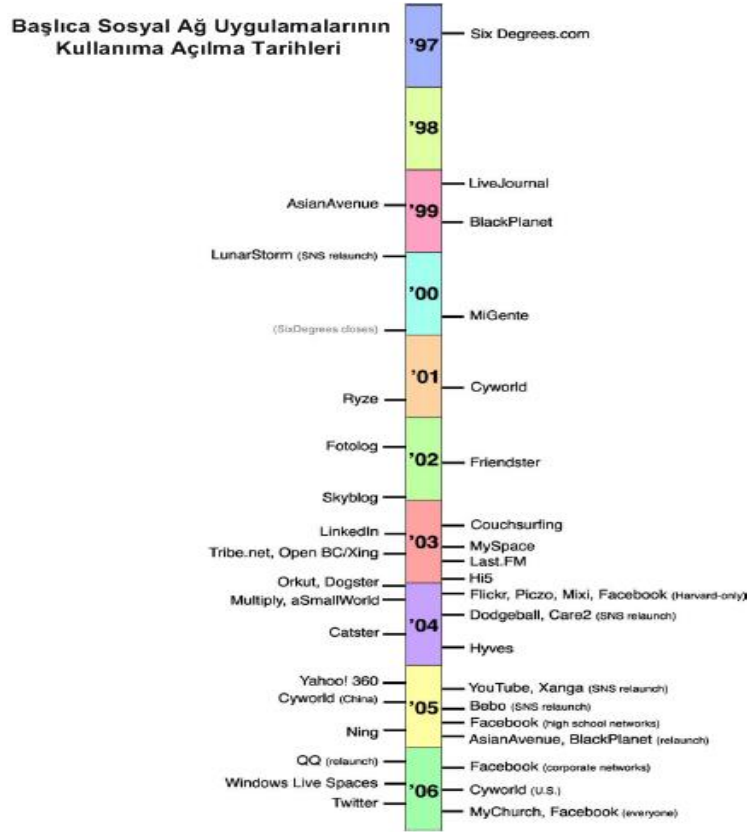 Başlıca Sosyal Ağ Uygulamalarının
Kullanıma Açılma Tarihleri
'97
Six Degrees.com
'98
'99
LiveJournal
AsianAvenue
BlackPlanet
LunarStorm (SNS relaunch)
'00
MiGente
(SixDegrees closes)
'01
Cyworld
Ryze
Fotolog
'02
Friendster
Skyblog
Couchsurfing
LinkedIn
'03
MySpace
Tribe.net, Open BC/Xing
Last.FM
Hi5
Orkut, Dogster
Flickr, Piczo, Mixi, Facebook (Harvard-only)
Multiply, aSmallWorld
Dodgeball, Care2 (SNS relaunch)
'04
Catster
Hyves
Yahoo! 360
YouTube, Xanga (SNS relaunch)
Cyworld (China)
Bebo (SNS relaunch)
'05
Facebook (high school networks)
Ning
AsianAvenue, BlackPlanet (relaunch)
QQ (relaunch)
Facebook (corporate networks)
Windows Live Spaces
'06
Cyworld (U.S.)
Twitter
MyChurch, Facebook (everyone)